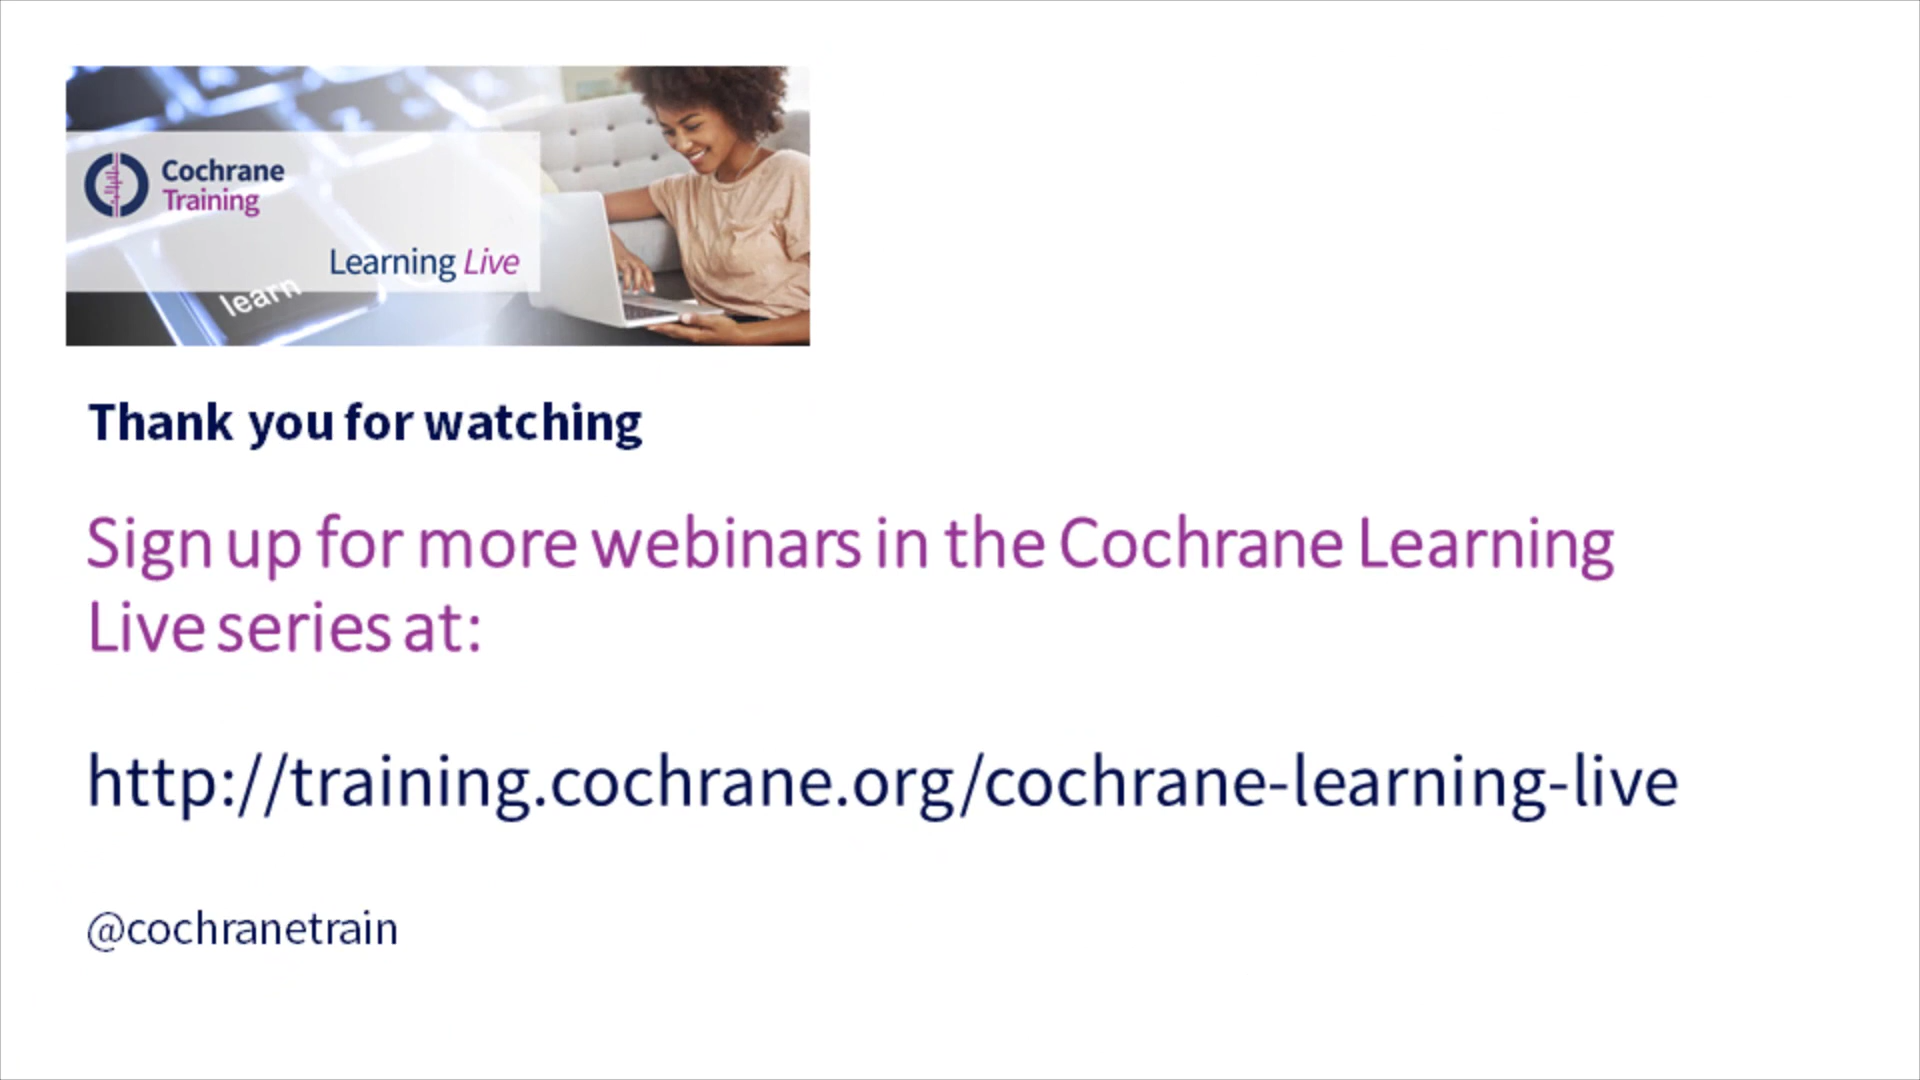 Cochrane
Training
Learning Live
learn
Thank you for watching
Sign up for more webinars in the Cochrane Learning
Live series at:
http://training.cochrane.org/cochrane-learning-live
@cochranetrain